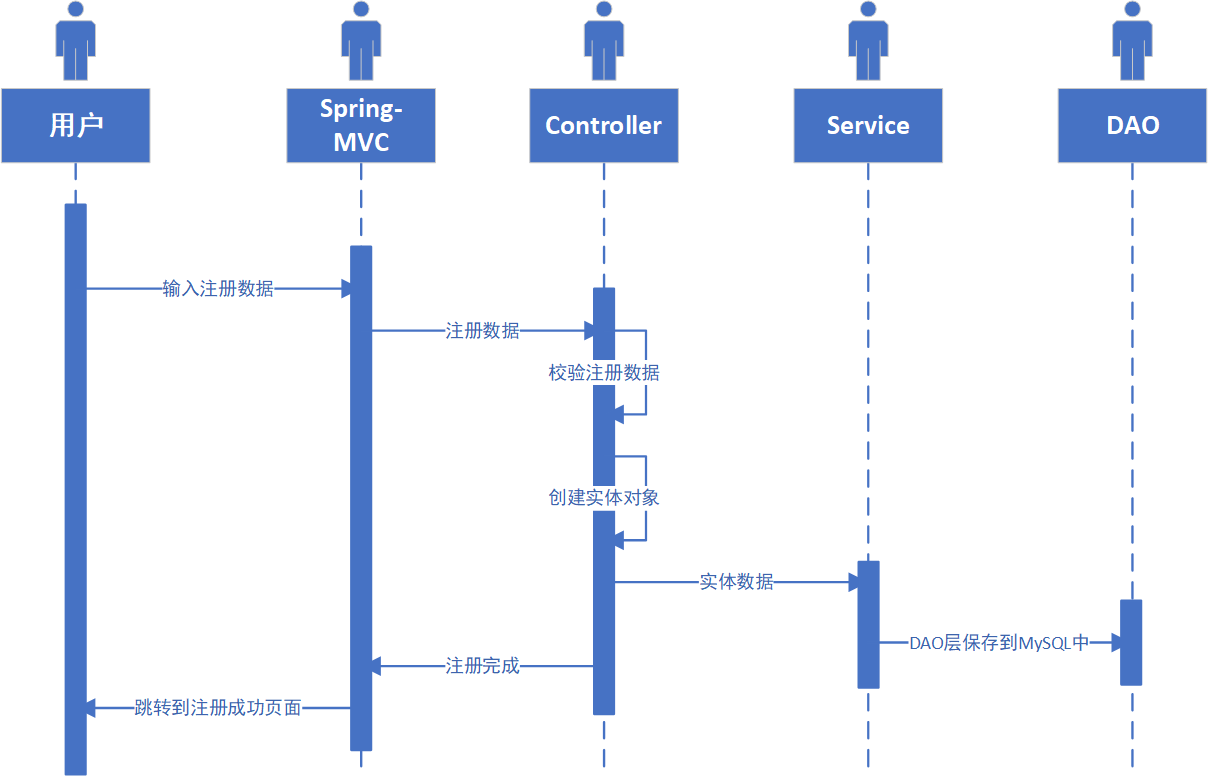 用户
Spring-
MVC
Controller
Service
DAO
输入注册数据
注册数据
校验注册数据
创建实体对象
实体数据
DAO层保存到MySQL中
注册完成
跳转到注册成功页面